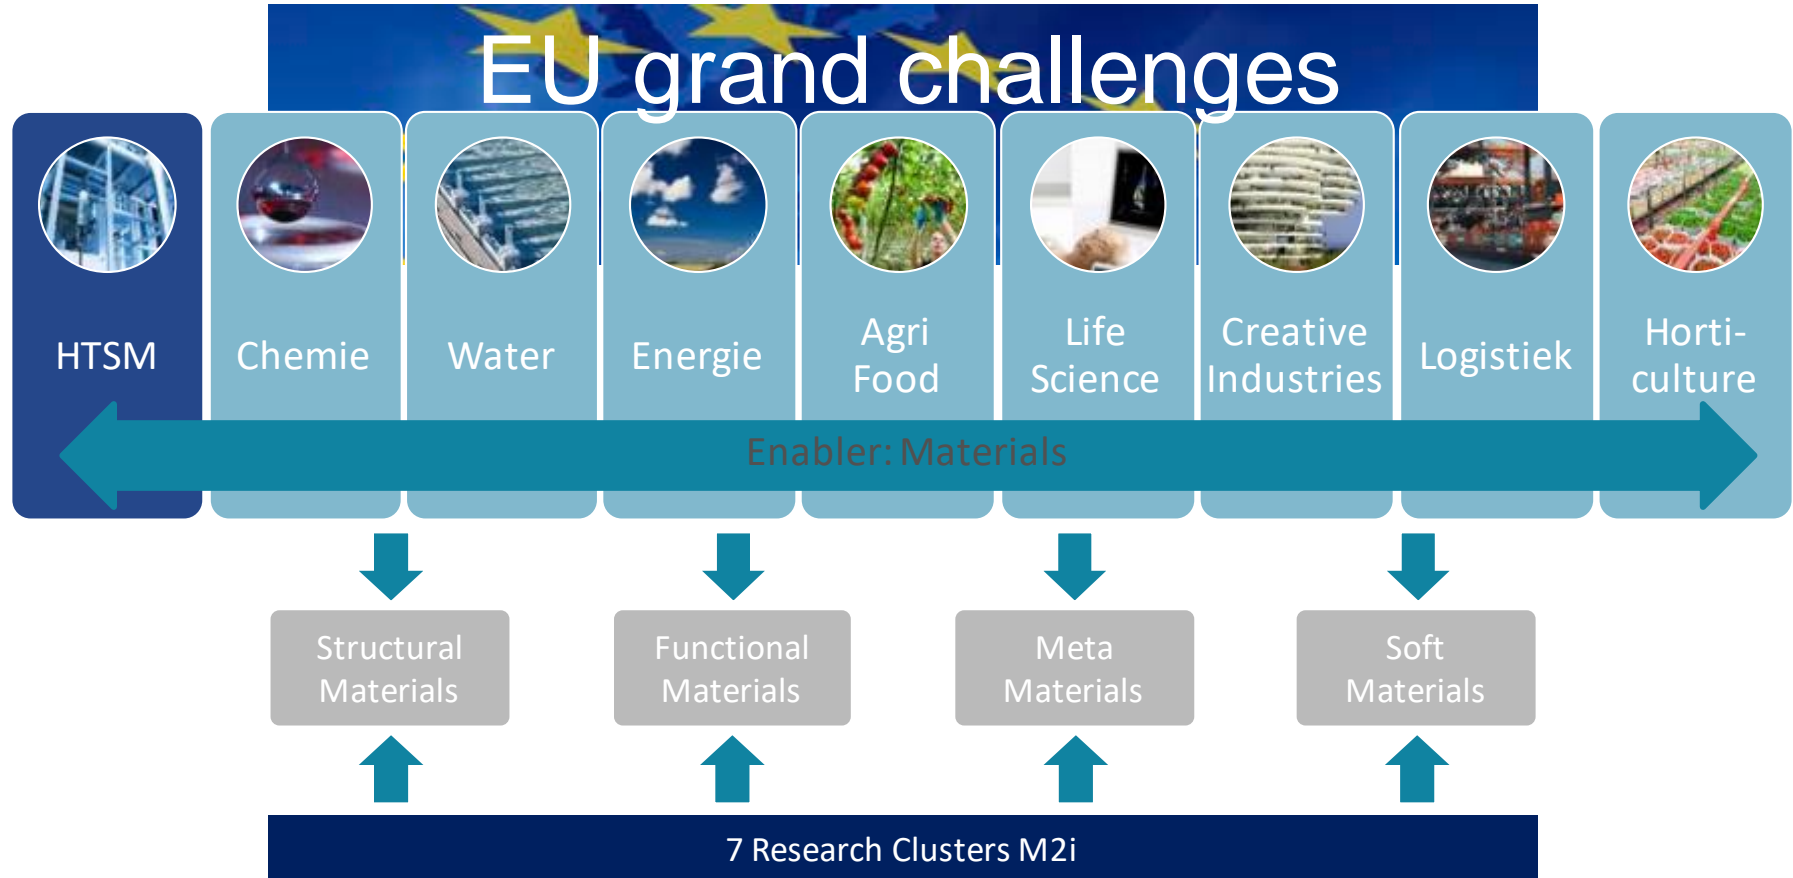 EU grand challenges
HTSM
Chemie
Water
Energie
Agri
Food
Life
Science
Creative
Industries
Logistiek
Horti-
culture
Enabler: Materials
Structural
Materials
Functional
Materials
Meta
Materials
Soft
Materials
7 Research Clusters M2i